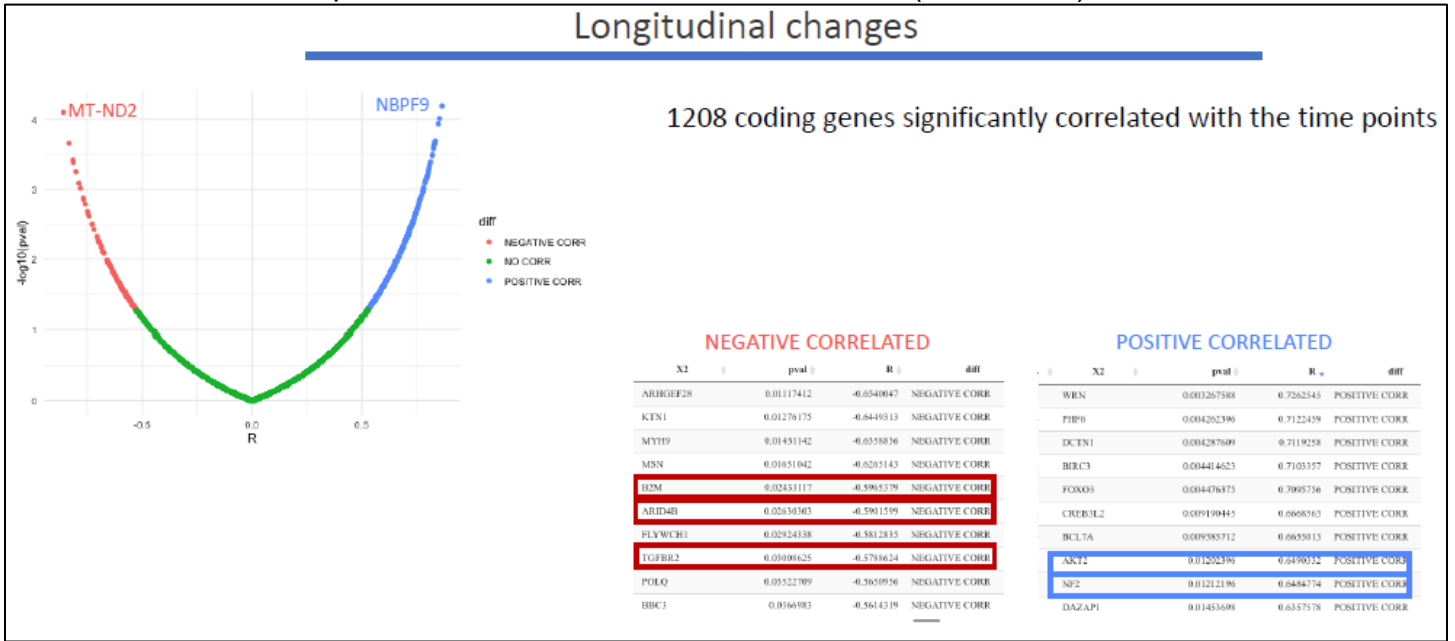 Longitudinal changes
MT-ND2
NBPF9
1208 coding genes significantly correlated with the time points
4
3
2
1
0
-log10(pval)
-0.5 0.0 0.5
R
diff
NEGATIVE CORR
NO CORR
POSITIVE CORR
NEGATIVE CORRELATED
X2 pval R diff
ARHGEF28 0.01117412 -0.6540047 NEGATIVE CORR
KTN1 0.01276175 -0.6449313 NEGATIVE CORR
MYH9 0.01451142 -0.6358836 NEGATIVE CORR
MSN 0.01651042 -0.6265143 NEGATIVE CORR
B2M 0.02433117 -0.5965379 NEGATIVE CORR
ARID4B 0.02630303 -0.5901599 NEGATIVE CORR
FLYWCH1 0.02924338 -0.5812835 NEGATIVE CORR
TGFBR2 0.03008625 -0.5788624 NEGATIVE CORR
POLQ 0.03522709 -0.5650956 NEGATIVE CORR
BBC3 0.0366983 -0.5614319 NEGATIVE CORR
POSITIVE CORRELATED
X2 pval R diff
WRN 0.003267588 0.7262545 POSITIVE CORR
PHF6 0.004262396 0.7122459 POSITIVE CORR
DCTN1 0.004287609 0.7119258 POSITIVE CORR
BIRC3 0.004414623 0.7103357 POSITIVE CORR
FOXO3 0.004476375 0.7095756 POSITIVE CORR
CREB3L2 0.009190445 0.6668563 POSITIVE CORR
BCL7A 0.009385712 0.6655013 POSITIVE CORR
AKT2 0.01202396 0.6490332 POSITIVE CORR
NF2 0.01212196 0.6484774 POSITIVE CORR
DAZAP1 0.01453698 0.6357578 POSITIVE CORR